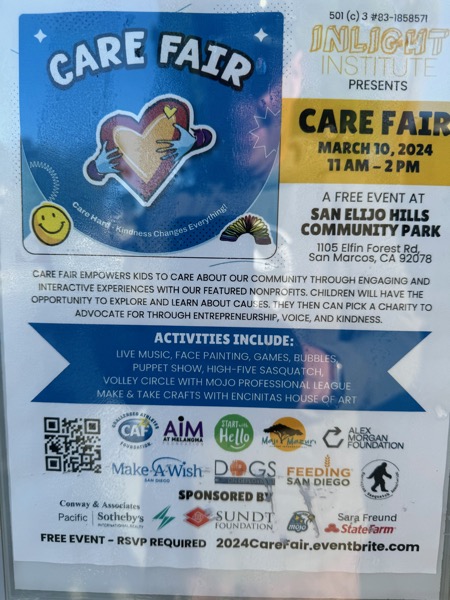 501 (c) 3 #83-1858571
INLIGHT
INSTITUTE
PRESENTS
CARE FAIR
CARE FAIR
MARCH 10, 2024
11 AM – 2 PM
Care Hard - Kindness Changes Everything!
A FREE EVENT AT
SAN ELIJO HILLS
COMMUNITY PARK
1105 Elfin Forest Rd,
San Marcos, CA 92078
CARE FAIR EMPOWERS KIDS TO CARE ABOUT OUR COMMUNITY THROUGH ENGAGING AND
INTERACTIVE EXPERIENCES WITH OUR FEATURED NONPROFITS. CHILDREN WILL HAVE THE
OPPORTUNITY TO EXPLORE AND LEARN ABOUT CAUSES. THEY THEN CAN PICK A CHARITY TO
ADVOCATE FOR THROUGH ENTREPRENEURSHIP, VOICE, AND KINDNESS.
ACTIVITIES INCLUDE:
LIVE MUSIC, FACE PAINTING, GAMES, BUBBLES,
PUPPET SHOW, HIGH-FIVE SASQUATCH,
VOLLEY CIRCLE WITH MOJO PROFESSIONAL LEAGUE
MAKE & TAKE CRAFTS WITH ENCINITAS HOUSE OF ART
CHALLENGED ATHLETES
CAF
FOUNDATION
AIM
AT MELANOMA
FOUNDATION
START with
Hello
ALEX
MORGAN
FOUNDATION
Make-A-Wish
SAN DIEGO
DOGS
FEEDING
SAN DIEGO
SPONSORED BY
Conway & Associates
Pacific | Sotheby's
INTERNATIONAL REALTY
SUNDT
FOUNDATION
MOJO
Sara Freund
StateFarm
FREE EVENT – RSVP REQUIRED 2024CareFair.eventbrite.com